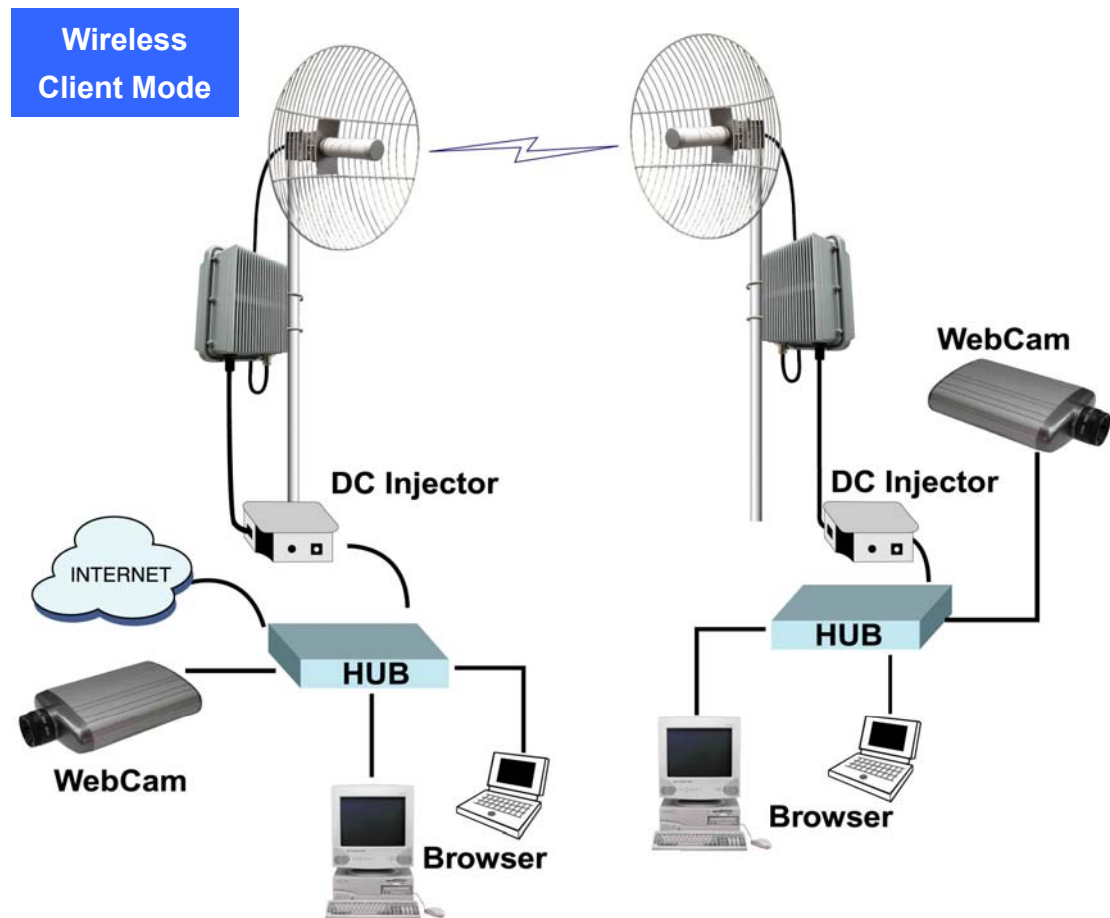 Wireless
Client Mode
WebCam
DC Injector
DC Injector
INTERNET
HUB
HUB
WebCam
Browser
Browser